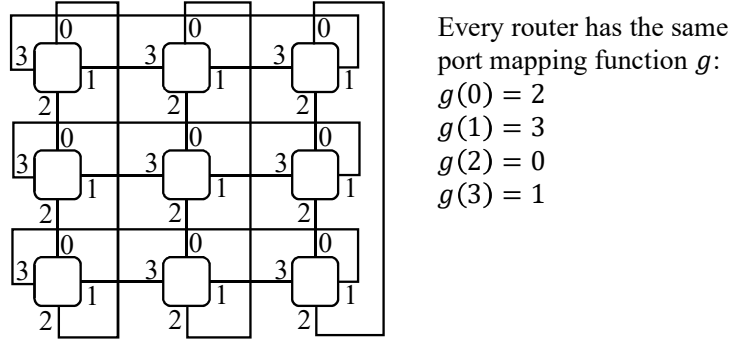 0 0 0
3 3 3
1 1 1
2 2 2
0 0 0
3 3 3
1 1 1
2 2 2
0 0 0
3 3 3
1 1 1
2 2 2
Every router has the same
port mapping function g:
g(0) = 2
g(1) = 3
g(2) = 0
g(3) = 1